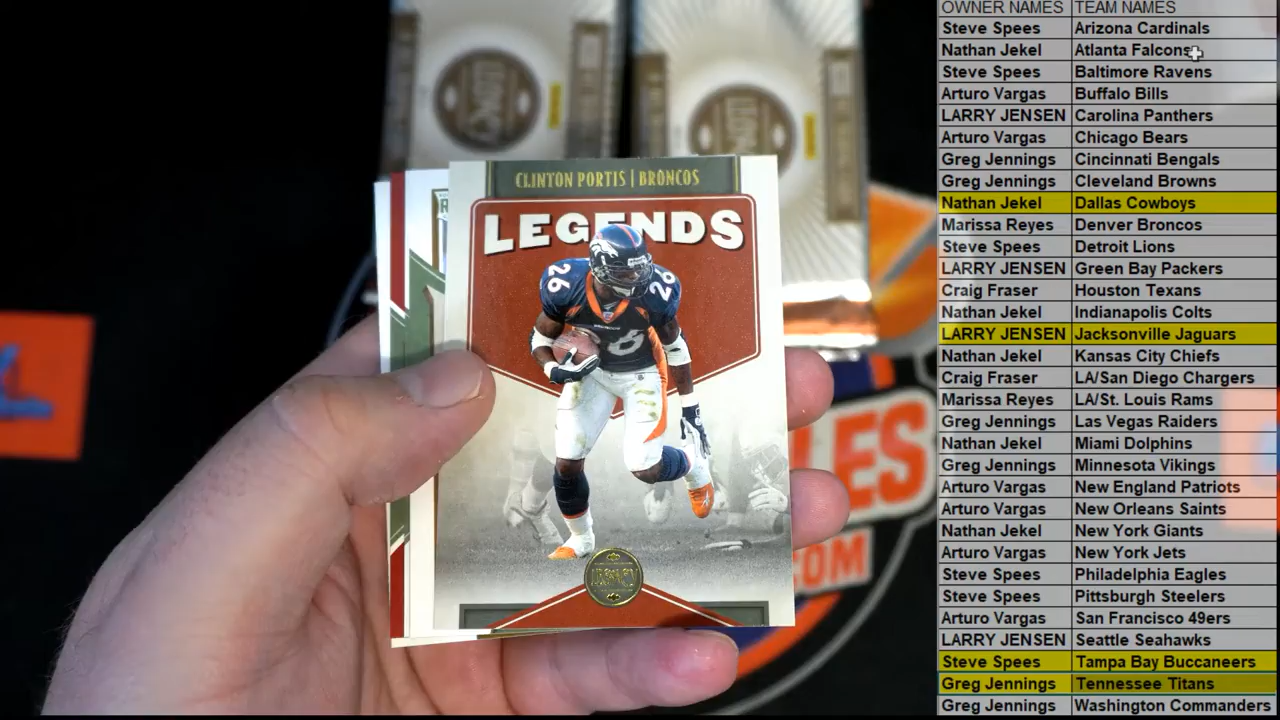 CLINTON PORTIS | BRONCOS
LEGENDS
26
26
26
LEGACY
OWNER NAMES TEAM NAMES
Steve Spees Arizona Cardinals
Nathan Jekel Atlanta Falcons
Steve Spees Baltimore Ravens
Arturo Vargas Buffalo Bills
LARRY JENSEN Carolina Panthers
Arturo Vargas Chicago Bears
Greg Jennings Cincinnati Bengals
Greg Jennings Cleveland Browns
Nathan Jekel Dallas Cowboys
Marissa Reyes Denver Broncos
Steve Spees Detroit Lions
LARRY JENSEN Green Bay Packers
Craig Fraser Houston Texans
Nathan Jekel Indianapolis Colts
LARRY JENSEN Jacksonville Jaguars
Nathan Jekel Kansas City Chiefs
Craig Fraser LA/San Diego Chargers
Marissa Reyes LA/St. Louis Rams
Greg Jennings Las Vegas Raiders
Nathan Jekel Miami Dolphins
Greg Jennings Minnesota Vikings
Arturo Vargas New England Patriots
Arturo Vargas New Orleans Saints
Nathan Jekel New York Giants
Arturo Vargas New York Jets
Steve Spees Philadelphia Eagles
Steve Spees Pittsburgh Steelers
Arturo Vargas San Francisco 49ers
LARRY JENSEN Seattle Seahawks
Steve Spees Tampa Bay Buccaneers
Greg Jennings Tennessee Titans
Greg Jennings Washington Commanders